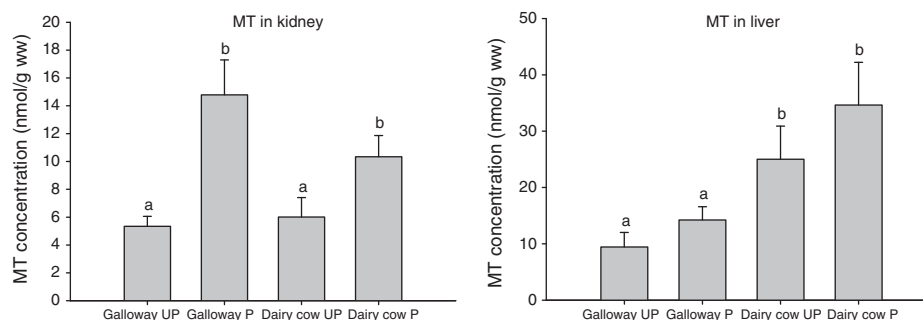 MT in kidney
MT concentration (nmol/g ww)
20
18
16
14
12
10
8
6
4
2
0
a
b
a
b
Galloway UP Galloway P Dairy cow UP Dairy cow P
MT in liver
MT concentration (nmol/g ww)
50
40
30
20
10
0
a
a
b
b
Galloway UP Galloway P Dairy cow UP Dairy cow P